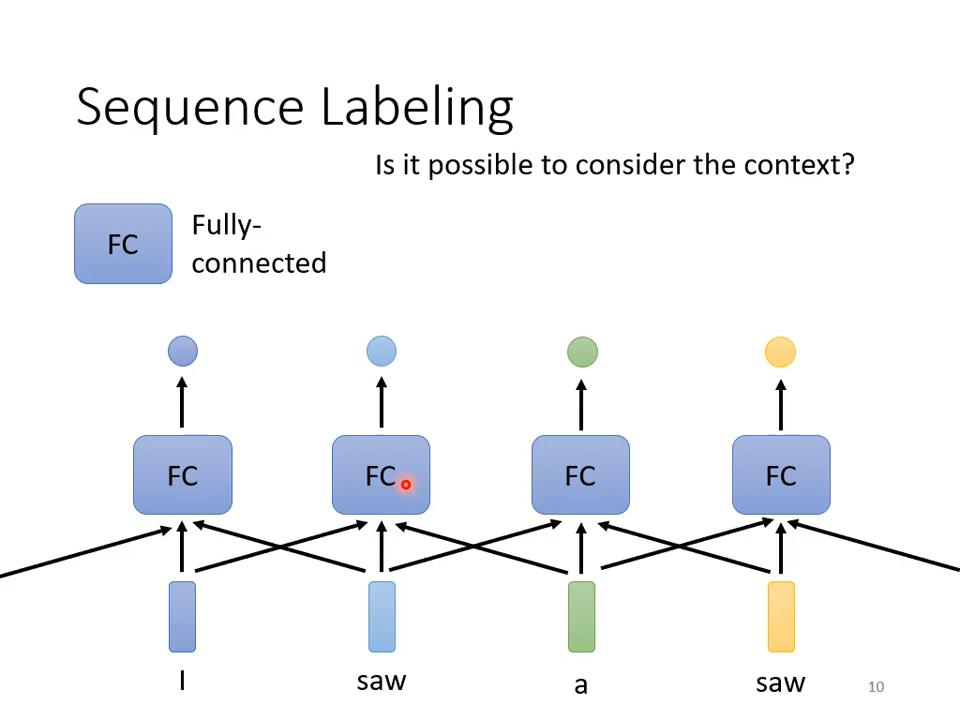 Sequence Labeling
Is it possible to consider the context?
FC
Fully-
connected
FC
FC
FC
FC
I
saw
a
saw
10